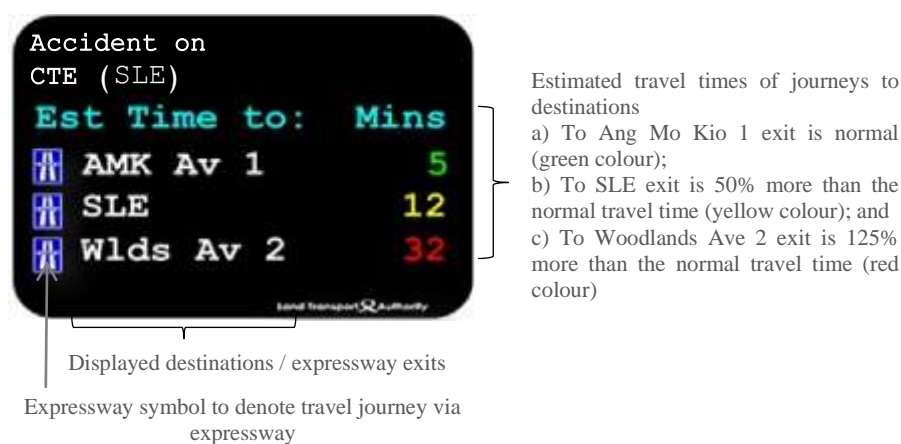 Accident on
CTE (SLE)
Est Time to: Mins
AMK Av 1 5
SLE 12
Wlds Av 2 32
Land Transport Authority
Estimated travel times of journeys to
destinations
a) To Ang Mo Kio 1 exit is normal
(green colour);
b) To SLE exit is 50% more than the
normal travel time (yellow colour); and
c) To Woodlands Ave 2 exit is 125%
more than the normal travel time (red
colour)
Displayed destinations / expressway exits
Expressway symbol to denote travel journey via
expressway